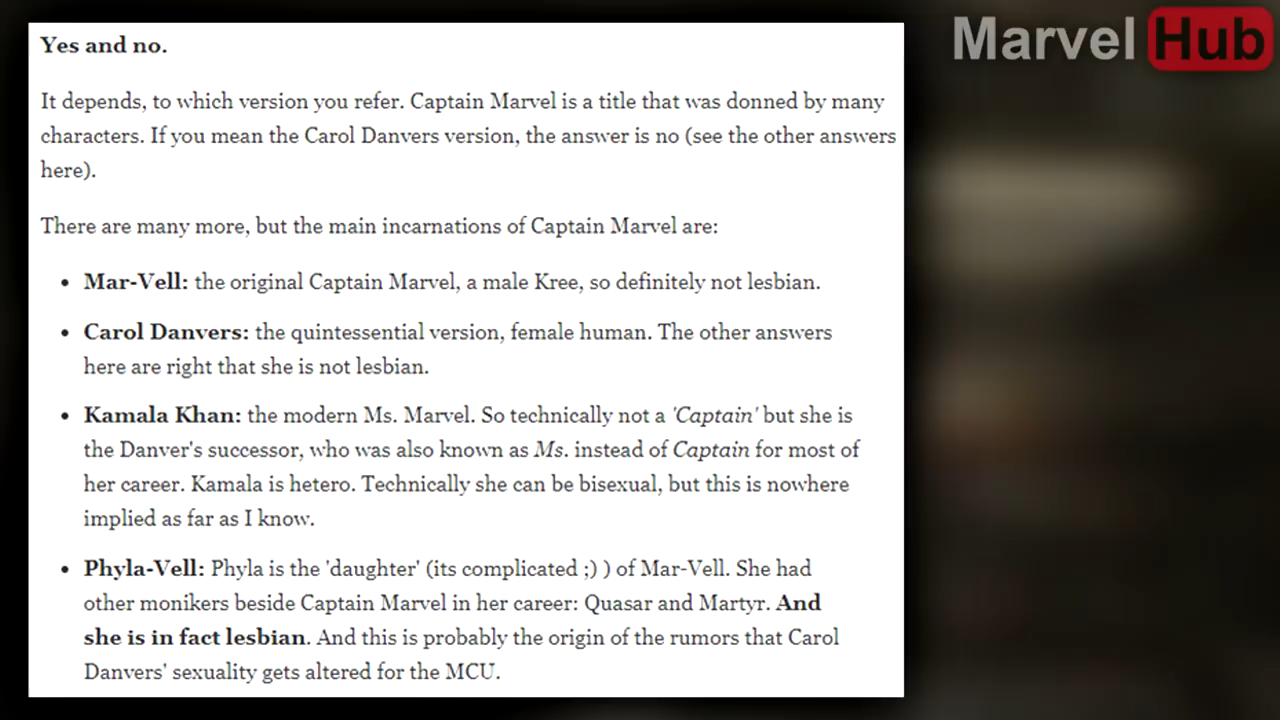 Marvel Hub
Yes and no.
It depends, to which version you refer. Captain Marvel is a title that was donned by many
characters. If you mean the Carol Danvers version, the answer is no (see the other answers
here).
There are many more, but the main incarnations of Captain Marvel are:
• Mar-Vell: the original Captain Marvel, a male Kree, so definitely not lesbian.
• Carol Danvers: the quintessential version, female human. The other answers
here are right that she is not lesbian.
• Kamala Khan: the modern Ms. Marvel. So technically not a 'Captain' but she is
the Danver's successor, who was also known as Ms. instead of Captain for most of
her career. Kamala is hetero. Technically she can be bisexual, but this is nowhere
implied as far as I know.
• Phyla-Vell: Phyla is the 'daughter' (its complicated ;) ) of Mar-Vell. She had
other monikers beside Captain Marvel in her career: Quasar and Martyr. And
she is in fact lesbian. And this is probably the origin of the rumors that Carol
Danvers' sexuality gets altered for the MCU.